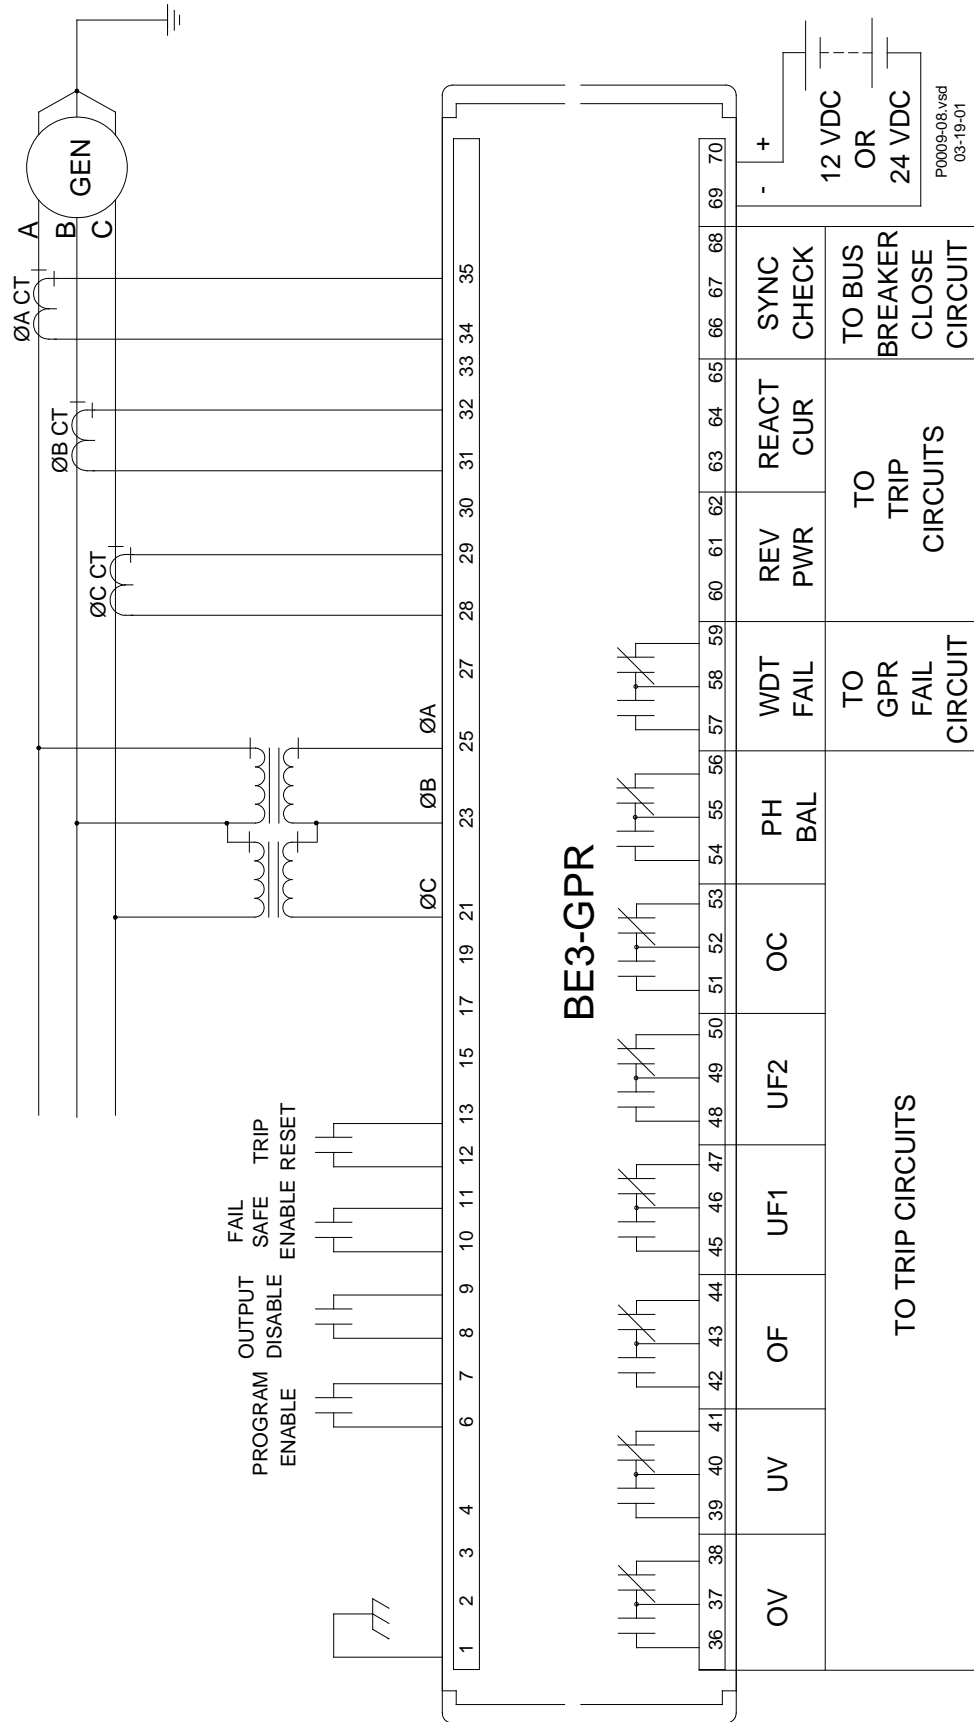 A
B
C
GEN
ØA CT
ØB CT
ØC CT
ØA
ØB
ØC
TRIP
RESET
FAIL
SAFE
ENABLE
OUTPUT
DISABLE
PROGRAM
ENABLE
1 2 3 4 6 7 8 9 10 11 12 13 15 17 19 21 23 25 27 28 29 30 31 32 33 34 35
BE3-GPR
36 37 38 39 40 41 42 43 44 45 46 47 48 49 50 51 52 53 54 55 56 57 58 59 60 61 62 63 64 65 66 67 68 69 70
OV
UV
OF
UF1
UF2
OC
PH
BAL
WDT
FAIL
REV
PWR
REACT
CUR
SYNC
CHECK
- +
12 VDC
OR
24 VDC
TO TRIP CIRCUITS
TO
GPR
FAIL
CIRCUIT
TO
TRIP
CIRCUITS
TO BUS
BREAKER
CLOSE
CIRCUIT
P0009-08.vsd
03-19-01